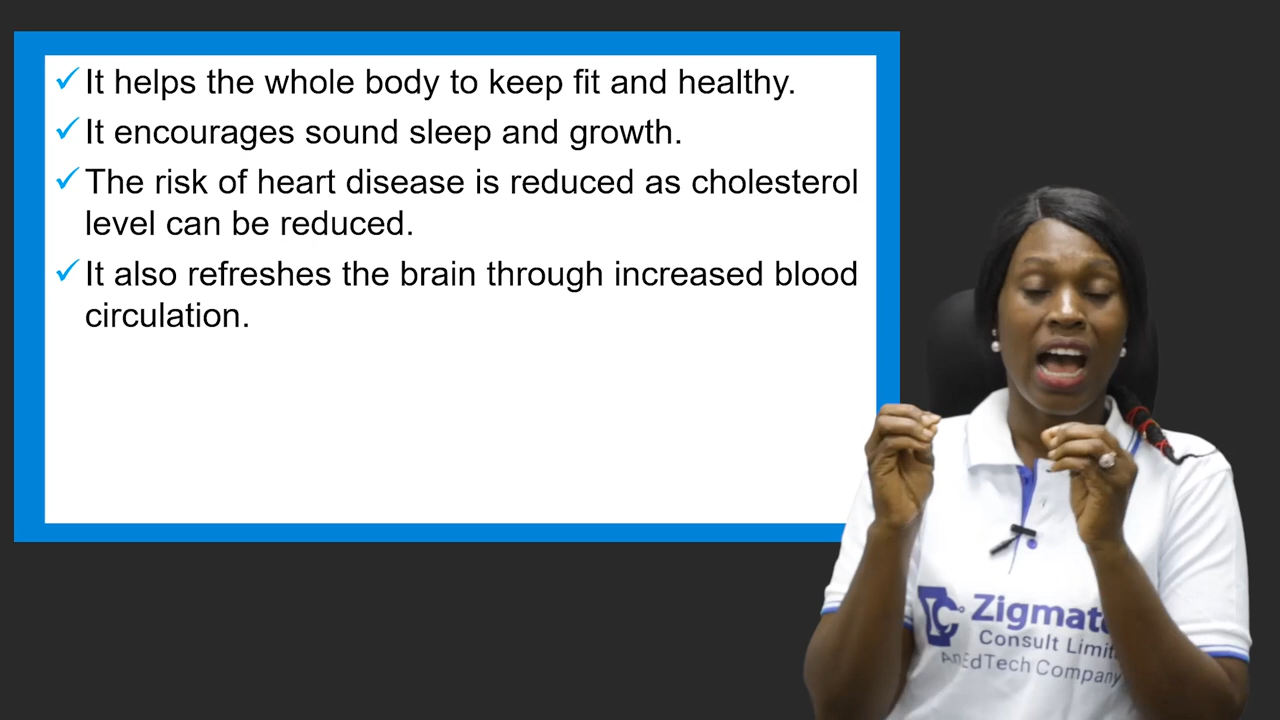 It helps the whole body to keep fit and healthy.
It encourages sound sleep and growth.
The risk of heart disease is reduced as cholesterol
level can be reduced.
It also refreshes the brain through increased blood
circulation.
Consult
EdTech Company